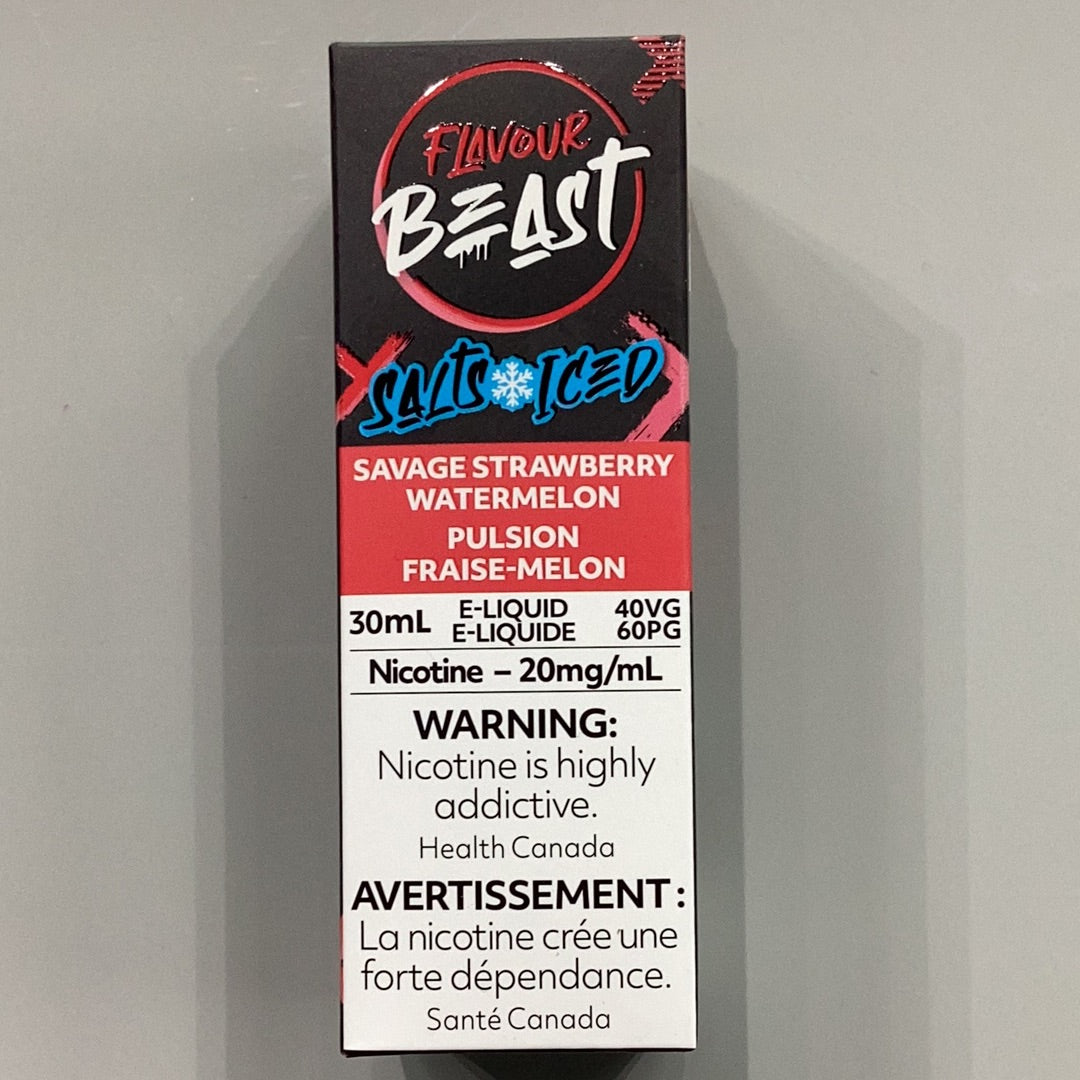 FLAVOUR
BEAST
SALTS ICED
SAVAGE STRAWBERRY
WATERMELON
PULSION
FRAISE-MELON
30mL E-LIQUID 40VG
E-LIQUIDE 60PG
Nicotine – 20mg/mL
WARNING:
Nicotine is highly
addictive.
Health Canada
AVERTISSEMENT :
La nicotine crée une
forte dépendance.
Santé Canada